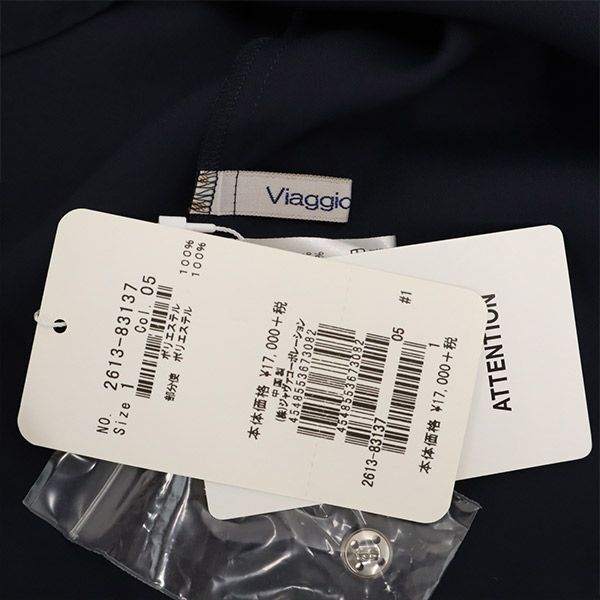 Viaggio
NO. 2613-83137
Size 1 Col. 05
ポリエステル 100%
部分使 ポリエステル 100%
本体価格 ¥17,000+税
中国製
(株)ジャヴァコーポレーション
4548553673082
#1
05
4548553673082
2613-83137
1
本体価格 ¥17,000+税
ATTENTION